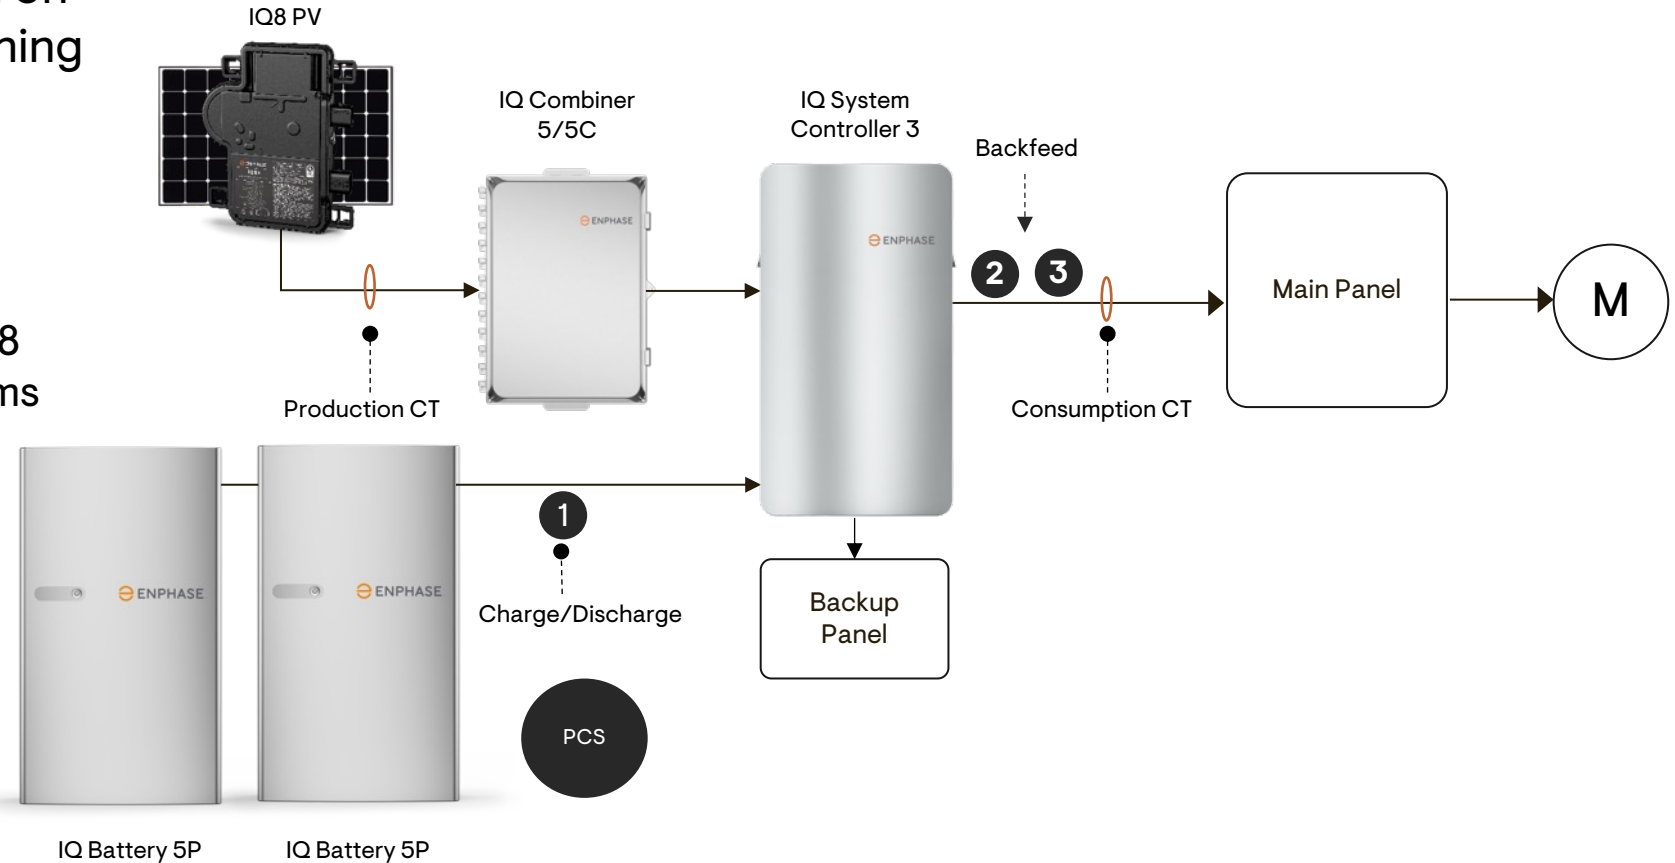 ning
IQ8 PV
IQ Combiner
5/5C
IQ System
Controller 3
Backfeed
ENPHASE
ENPHASE
2
3
Main Panel
M
8
ms
Production CT
Consumption CT
1
Charge/Discharge
ENPHASE
ENPHASE
Backup
Panel
PCS
IQ Battery 5P
IQ Battery 5P